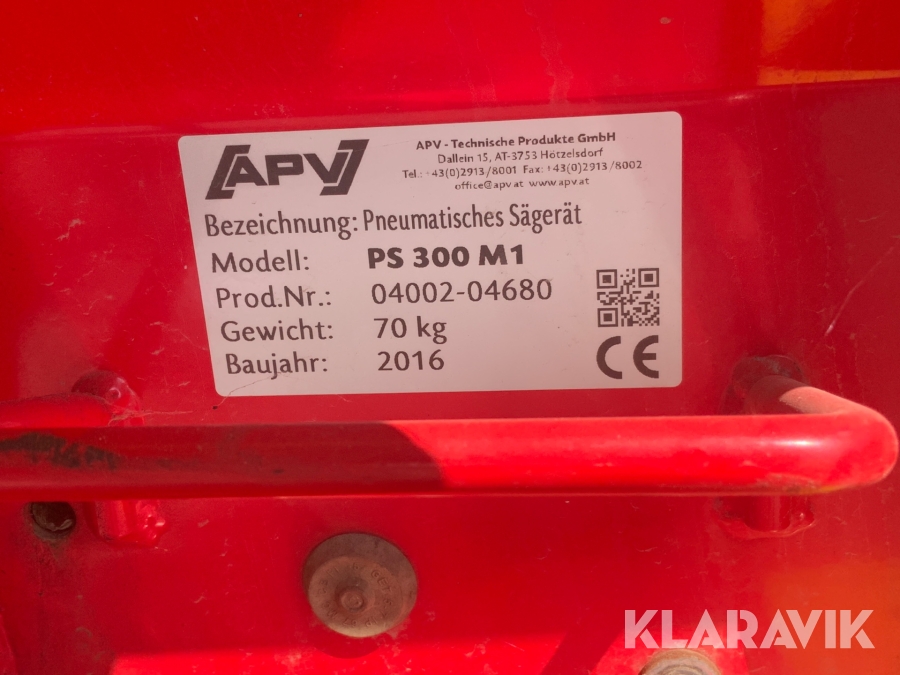 APV
APV - Technische Produkte GmbH
Dallein 15, AT-3753 Hötzelsdorf
Tel.: +43(0)2913/8001 Fax: +43(0)2913/8002
office@apv.at www.apv.at
Bezeichnung: Pneumatisches Sägerät
Modell: PS 300 M1
Prod.Nr.: 04002-04680
Gewicht: 70 kg
Baujahr: 2016
CE
KLARAVIK